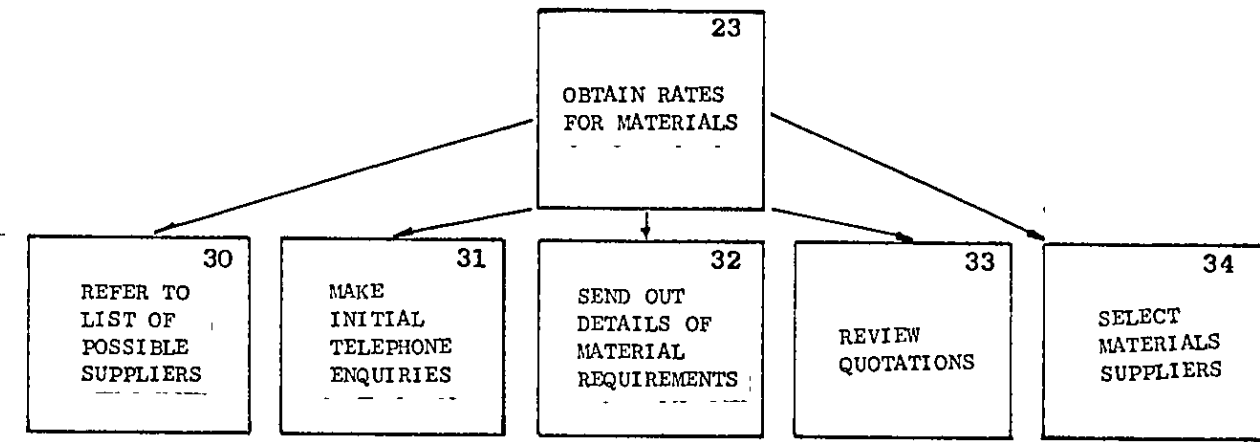 23
OBTAIN RATES
FOR MATERIALS
30
REFER TO
LIST OF
POSSIBLE
SUPPLIERS
31
MAKE
INITIAL
TELEPHONE
ENQUIRIES
32
SEND OUT
DETAILS OF
MATERIAL
REQUIREMENTS
33
REVIEW
QUOTATIONS
34
SELECT
MATERIALS
SUPPLIERS